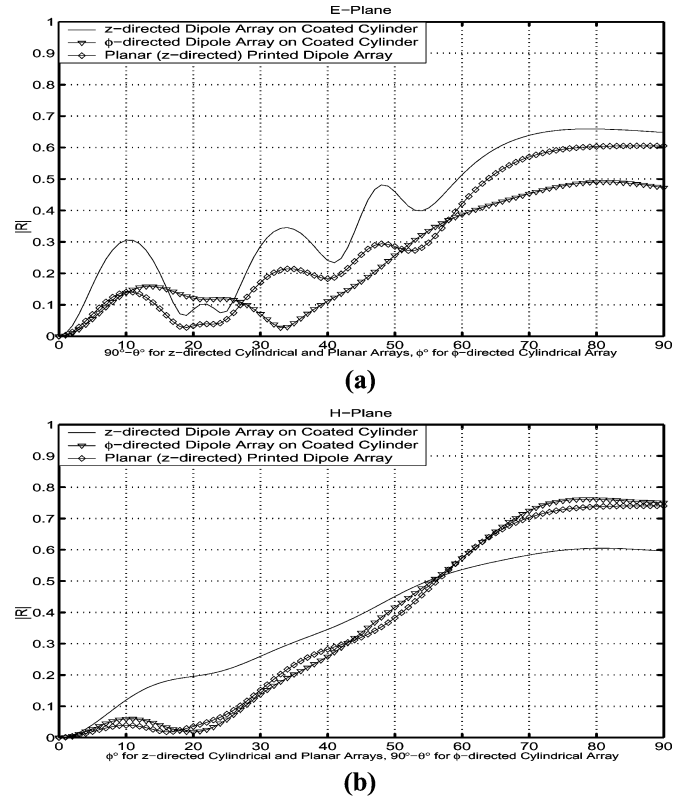 E-Plane
z-directed Dipole Array on Coated Cylinder
ϕ-directed Dipole Array on Coated Cylinder
Planar (z-directed) Printed Dipole Array
1
0.9
0.8
0.7
0.6
0.5
0.4
0.3
0.2
0.1
0
|R|
0 10 20 30 40 50 60 70 80 90
90°-θ° for z-directed Cylindrical and Planar Arrays, ϕ° for ϕ-directed Cylindrical Array
(a)
H-Plane
z-directed Dipole Array on Coated Cylinder
ϕ-directed Dipole Array on Coated Cylinder
Planar (z-directed) Printed Dipole Array
1
0.9
0.8
0.7
0.6
0.5
0.4
0.3
0.2
0.1
0
|R|
0 10 20 30 40 50 60 70 80 90
ϕ° for z-directed Cylindrical and Planar Arrays, 90°-θ° for ϕ-directed Cylindrical Array
(b)